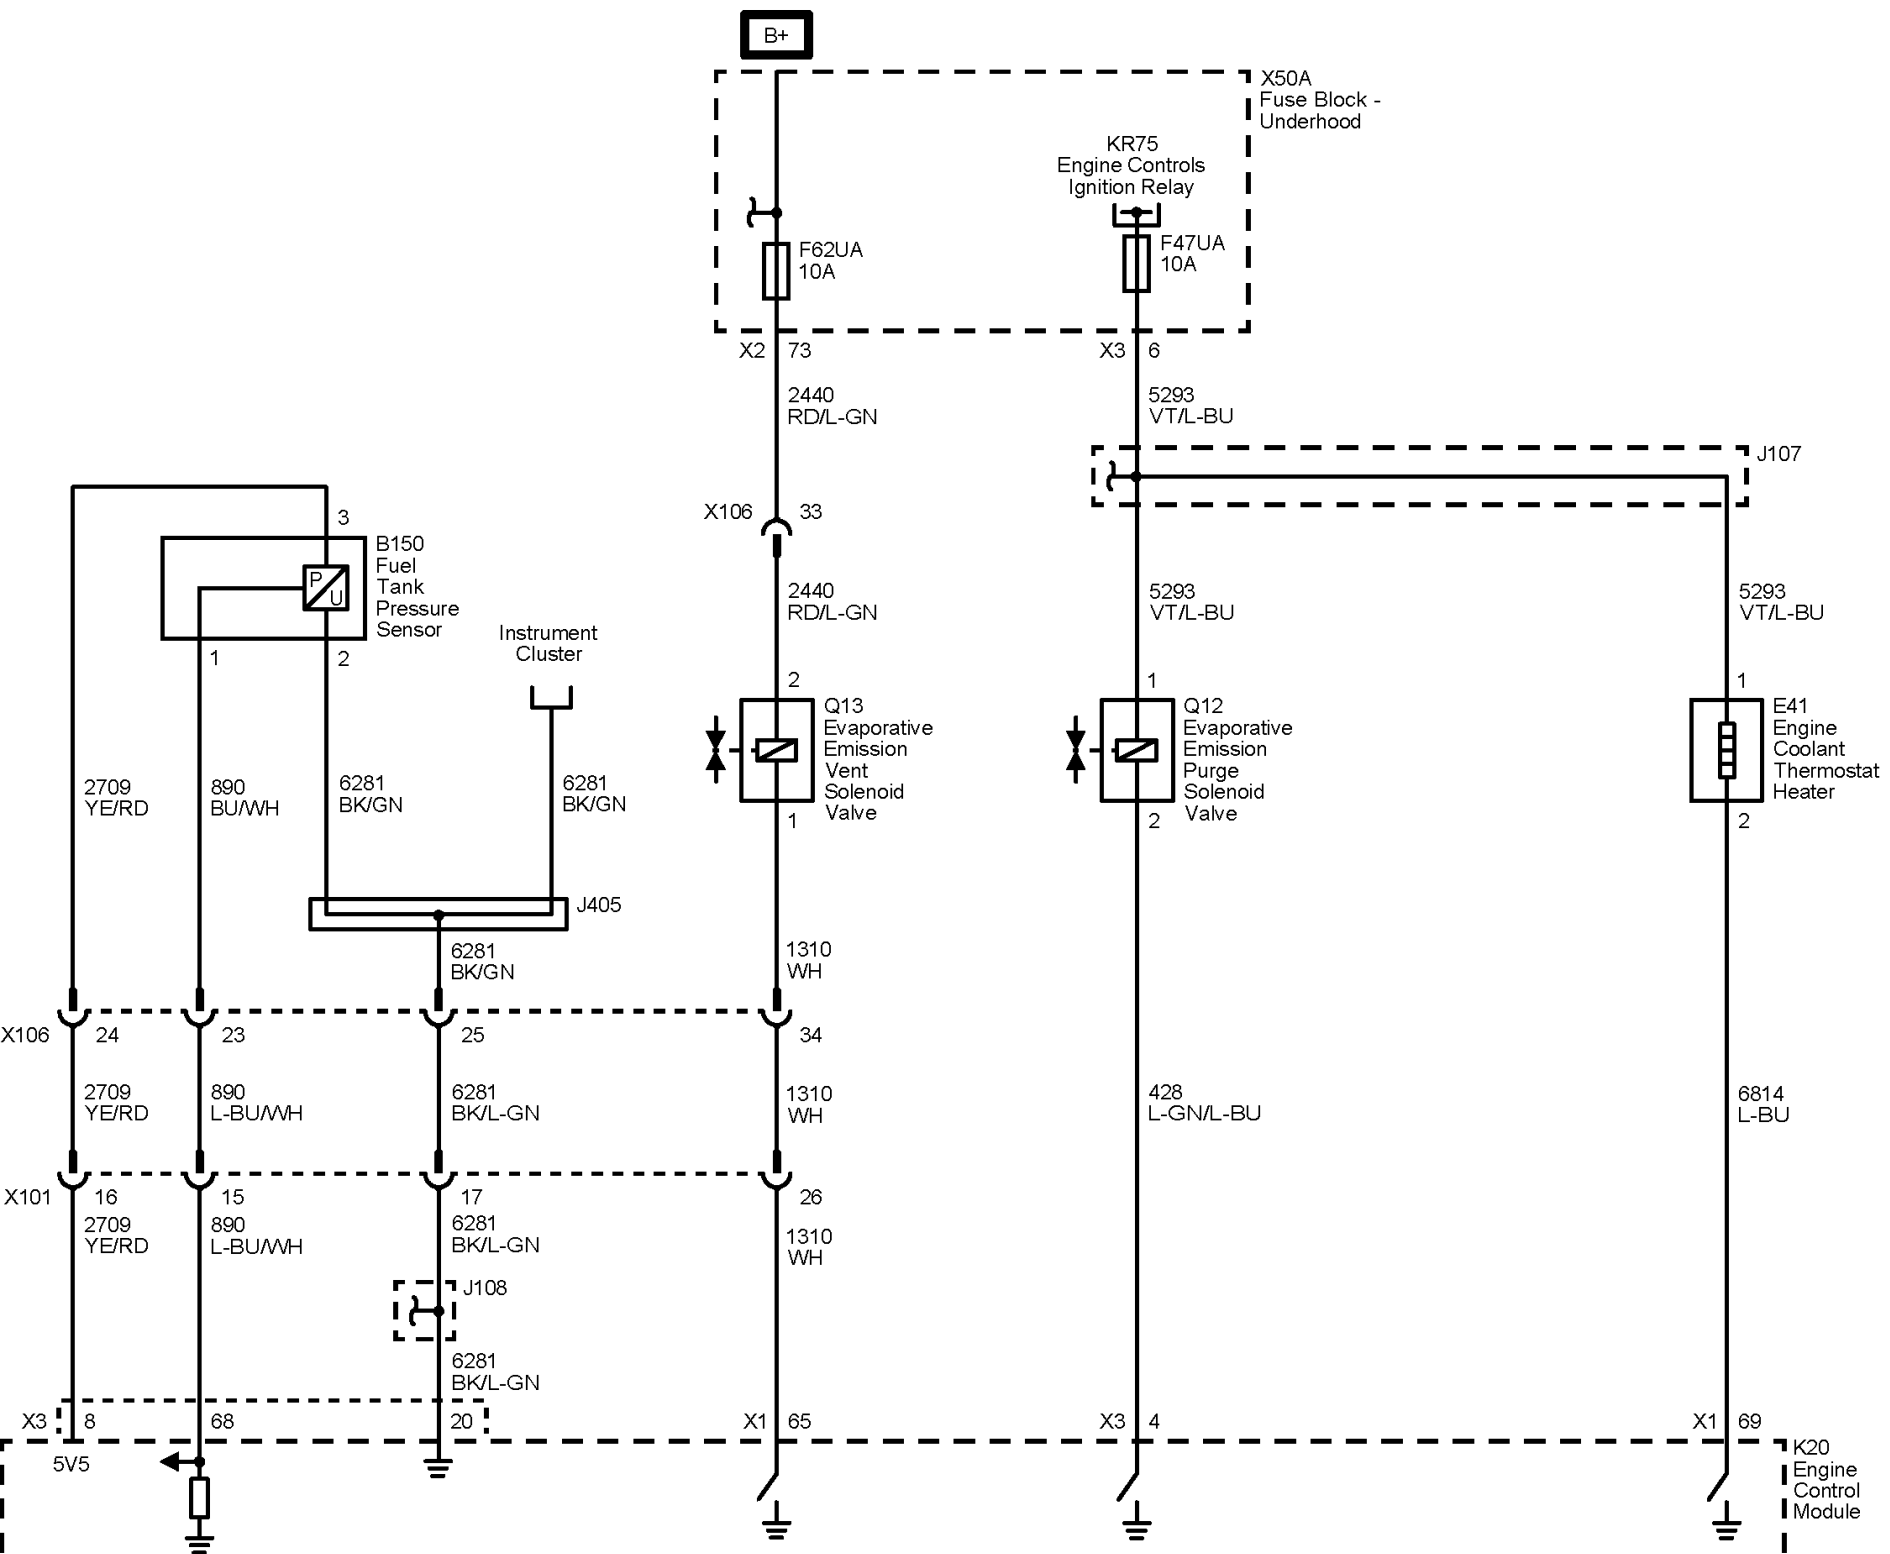 B+
X50A
Fuse Block -
Underhood
KR75
Engine Controls
Ignition Relay
F62UA
10A
F47UA
10A
X2 73
X3 6
2440
RD/L-GN
5293
VT/L-BU
J107
X106 33
3
B150
Fuel
Tank
Pressure
Sensor
P
U
1
2
Instrument
Cluster
2440
RD/L-GN
5293
VT/L-BU
5293
VT/L-BU
2
Q13
Evaporative
Emission
Vent
Solenoid
Valve
1
1
Q12
Evaporative
Emission
Purge
Solenoid
Valve
2
1
E41
Engine
Coolant
Thermostat
Heater
2
2709
YE/RD
890
BU/WH
6281
BK/GN
6281
BK/GN
J405
6281
BK/GN
1310
WH
X106 24 23 25 34
2709
YE/RD
890
L-BU/WH
6281
BK/L-GN
1310
WH
428
L-GN/L-BU
6814
L-BU
X101 16 15 17 26
2709
YE/RD
890
L-BU/WH
6281
BK/L-GN
1310
WH
J108
6281
BK/L-GN
X3 8 68 20 X1 65 X3 4 X1 69
5V5
K20
Engine
Control
Module